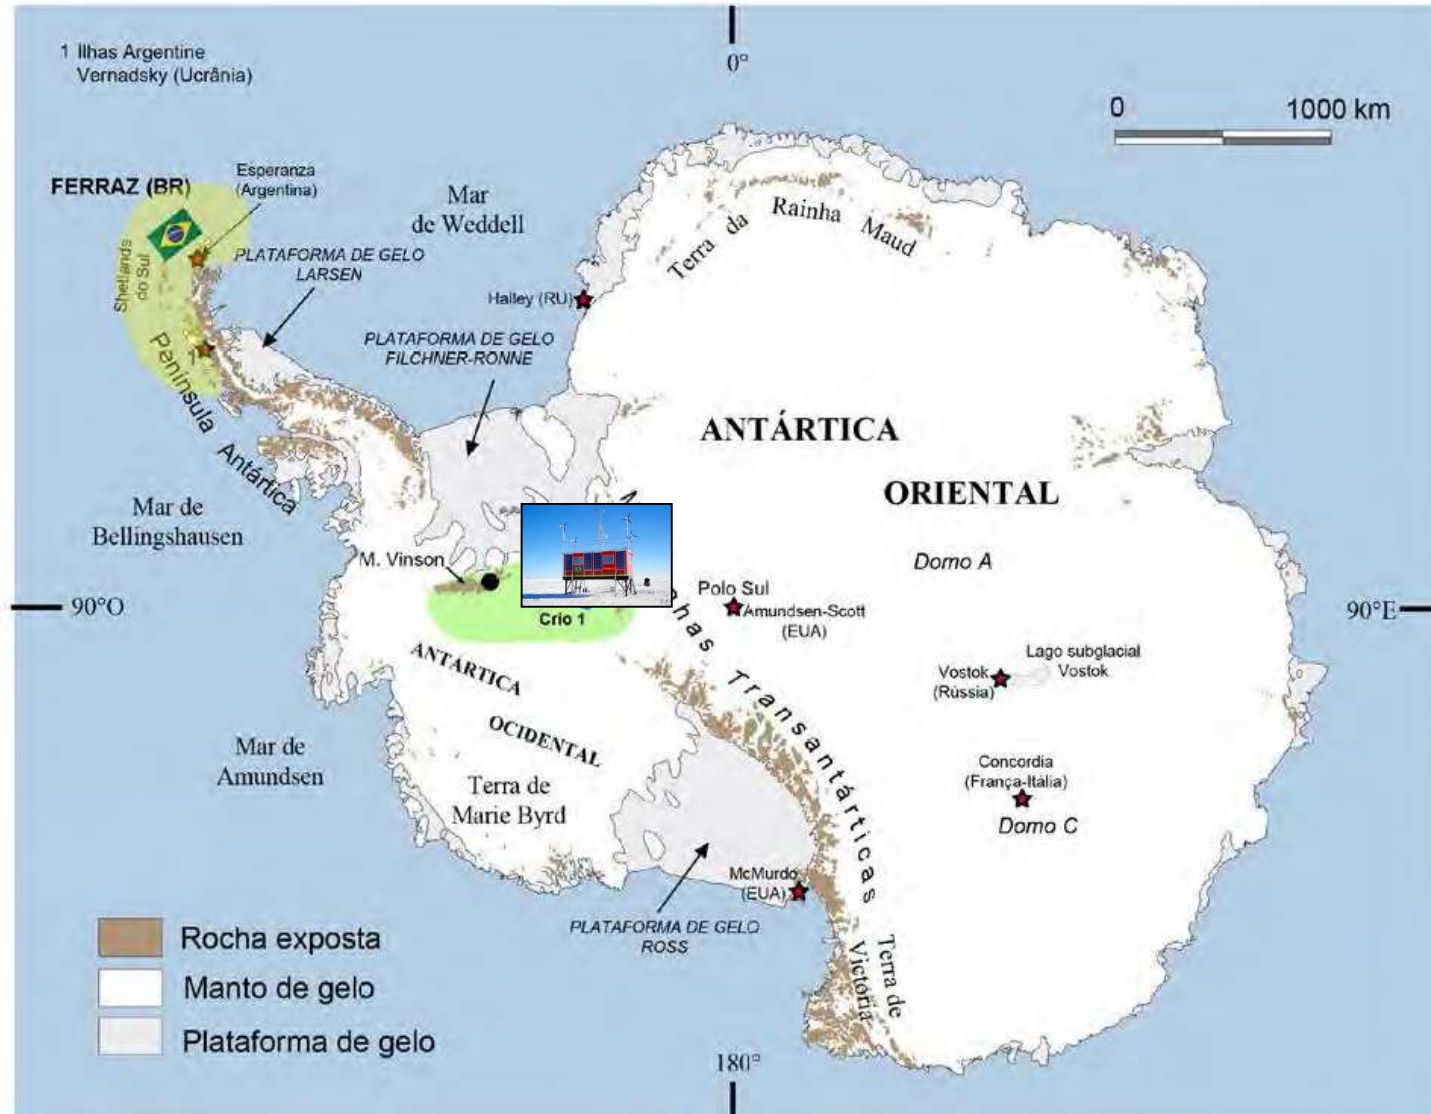 1 Ilhas Argentine
Vernadsky (Ucrânia)
0°
0 1000 km
FERRAZ (BR)
Esperanza
(Argentina)
Mar
de Weddell
Terra da Rainha Maud
Shetlands
do Sul
PLATAFORMA DE GELO
LARSEN
Halley (RU)
PLATAFORMA DE GELO
FILCHNER-RONNE
1
Península Antártica
ANTÁRTICA
ORIENTAL
Mar de
Bellingshausen
M. Vinson
Domo A
90°O
Crio 1
Polo Sul
Amundsen-Scott
(EUA)
90°E
Transantárticas
ANTÁRTICA
OCIDENTAL
Lago subglacial
Vostok
Vostok
(Rússia)
Mar de
Amundsen
Terra de
Marie Byrd
Concordia
(França-Itália)
Domo C
McMurdo
(EUA)
PLATAFORMA DE GELO
ROSS
Terra de
Victoria
Rocha exposta
Manto de gelo
Plataforma de gelo
180°